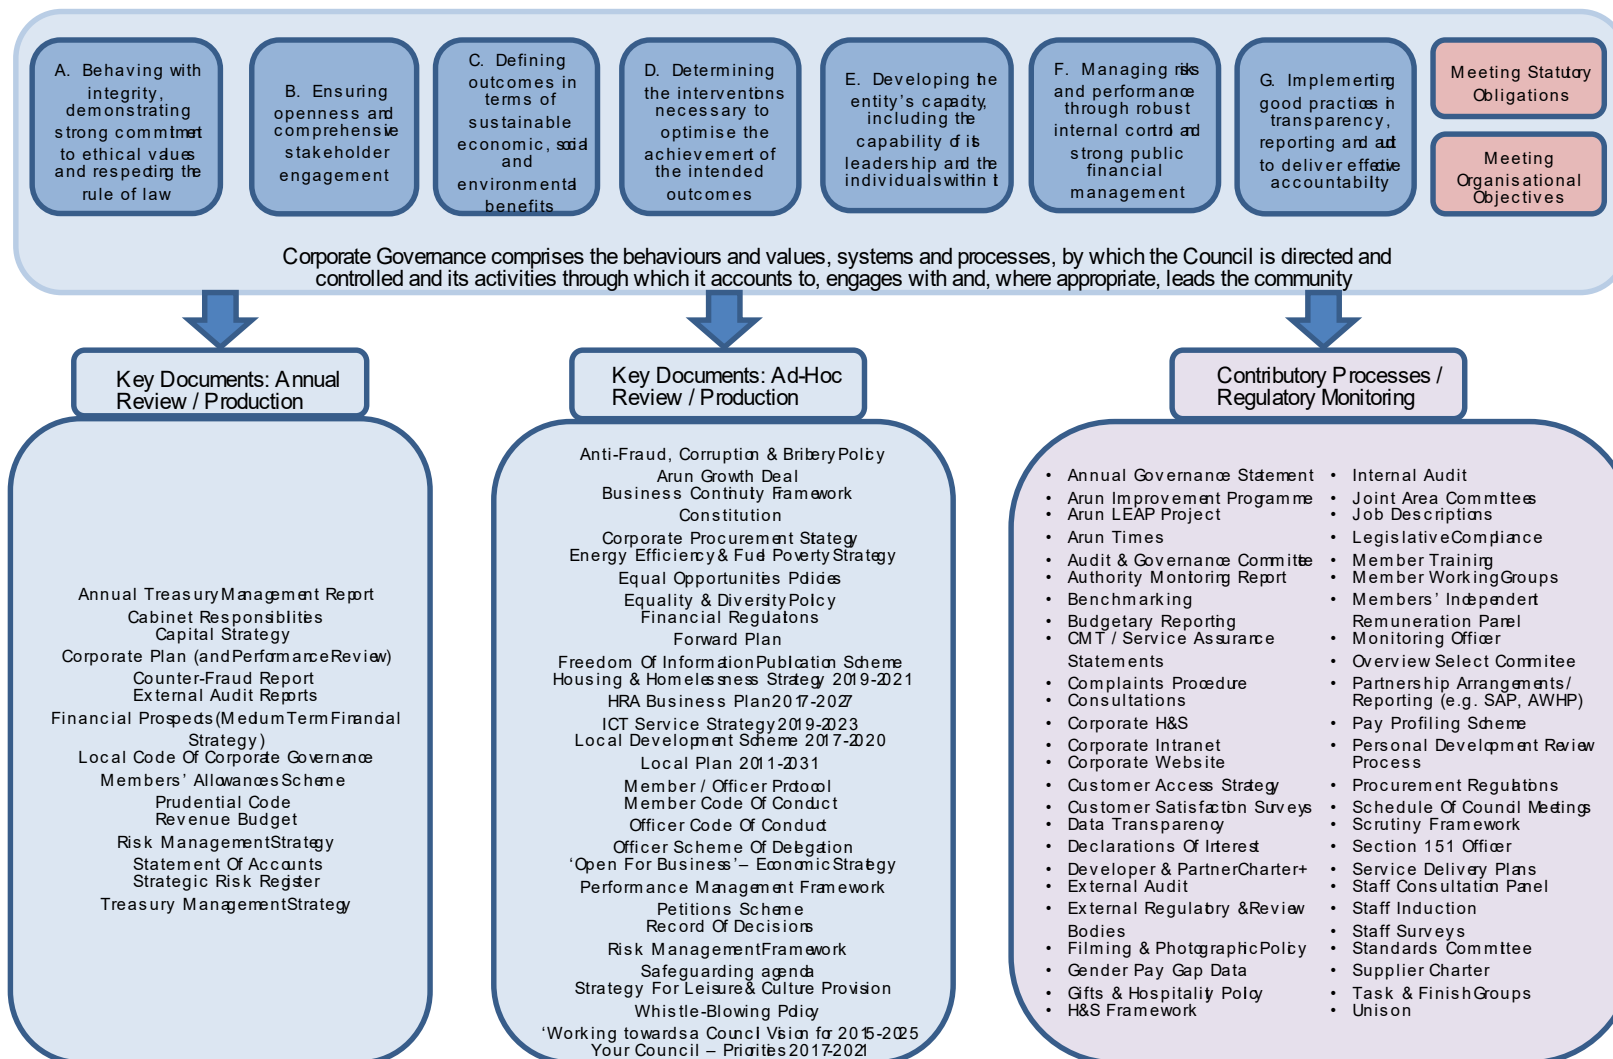 A. Behaving with
integrity,
demonstrating
strong commitment
to ethical values
and respecting the
rule of law
B. Ensuring
openness and
comprehensive
stakeholder
engagement
C. Defining
outcomes in
terms of
sustainable
economic, social
and
environmental
benefits
D. Determining
the interventions
necessary to
optimise the
achievement of
the intended
outcomes
E. Developing the
entity's capacity,
including the
capability of its
leadership and the
individuals within it
F. Managing risks
and performance
through robust
internal control and
strong public
financial
management
G. Implementing
good practices in
transparency,
reporting and audit
to deliver effective
accountability
Meeting Statutory
Obligations
Meeting
Organisational
Objectives
Corporate Governance comprises the behaviours and values, systems and processes, by which the Council is directed and
controlled and its activities through which it accounts to, engages with and, where appropriate, leads the community
Key Documents: Annual
Review / Production
Annual Treasury Management Report
Cabinet Responsibilities
Capital Strategy
Corporate Plan (and Performance Review)
Counter-Fraud Report
External Audit Reports
Financial Prospects (Medium Term Financial
Strategy)
Local Code Of Corporate Governance
Members' Allowances Scheme
Prudential Code
Revenue Budget
Risk Management Strategy
Statement Of Accounts
Strategic Risk Register
Treasury Management Strategy
Key Documents: Ad-Hoc
Review / Production
Anti-Fraud, Corruption & Bribery Policy
Arun Growth Deal
Business Continuity Framework
Constitution
Corporate Procurement Strategy
Energy Efficiency & Fuel Poverty Strategy
Equal Opportunities Policies
Equality & Diversity Policy
Financial Regulations
Forward Plan
Freedom Of Information Publication Scheme
Housing & Homelessness Strategy 2019-2021
HRA Business Plan 2017-2027
ICT Service Strategy 2019-2023
Local Development Scheme 2017-2020
Local Plan 2011-2031
Member / Officer Protocol
Member Code Of Conduct
Officer Code Of Conduct
Officer Scheme Of Delegation
'Open For Business' – Economic Strategy
Performance Management Framework
Petitions Scheme
Record Of Decisions
Risk Management Framework
Safeguarding agenda
Strategy For Leisure & Culture Provision
Whistle-Blowing Policy
'Working towards a Council Vision for 2015-2025
Your Council – Priorities 2017-2021
Contributory Processes /
Regulatory Monitoring
• Annual Governance Statement
• Arun Improvement Programme
• Arun LEAP Project
• Arun Times
• Audit & Governance Committee
• Authority Monitoring Report
• Benchmarking
• Budgetary Reporting
• CMT / Service Assurance
Statements
• Complaints Procedure
• Consultations
• Corporate H&S
• Corporate Intranet
• Corporate Website
• Customer Access Strategy
• Customer Satisfaction Surveys
• Data Transparency
• Declarations Of Interest
• Developer & Partner Charter+
• External Audit
• External Regulatory & Review
Bodies
• Filming & Photographic Policy
• Gender Pay Gap Data
• Gifts & Hospitality Policy
• H&S Framework
• Internal Audit
• Joint Area Committees
• Job Descriptions
• Legislative Compliance
• Member Training
• Member Working Groups
• Members' Independent
Remuneration Panel
• Monitoring Officer
• Overview Select Committee
• Partnership Arrangements /
Reporting (e.g. SAP, AWHP)
• Pay Profiling Scheme
• Personal Development Review
Process
• Procurement Regulations
• Schedule Of Council Meetings
• Scrutiny Framework
• Section 151 Officer
• Service Delivery Plans
• Staff Consultation Panel
• Staff Induction
• Staff Surveys
• Standards Committee
• Supplier Charter
• Task & Finish Groups
• Unison